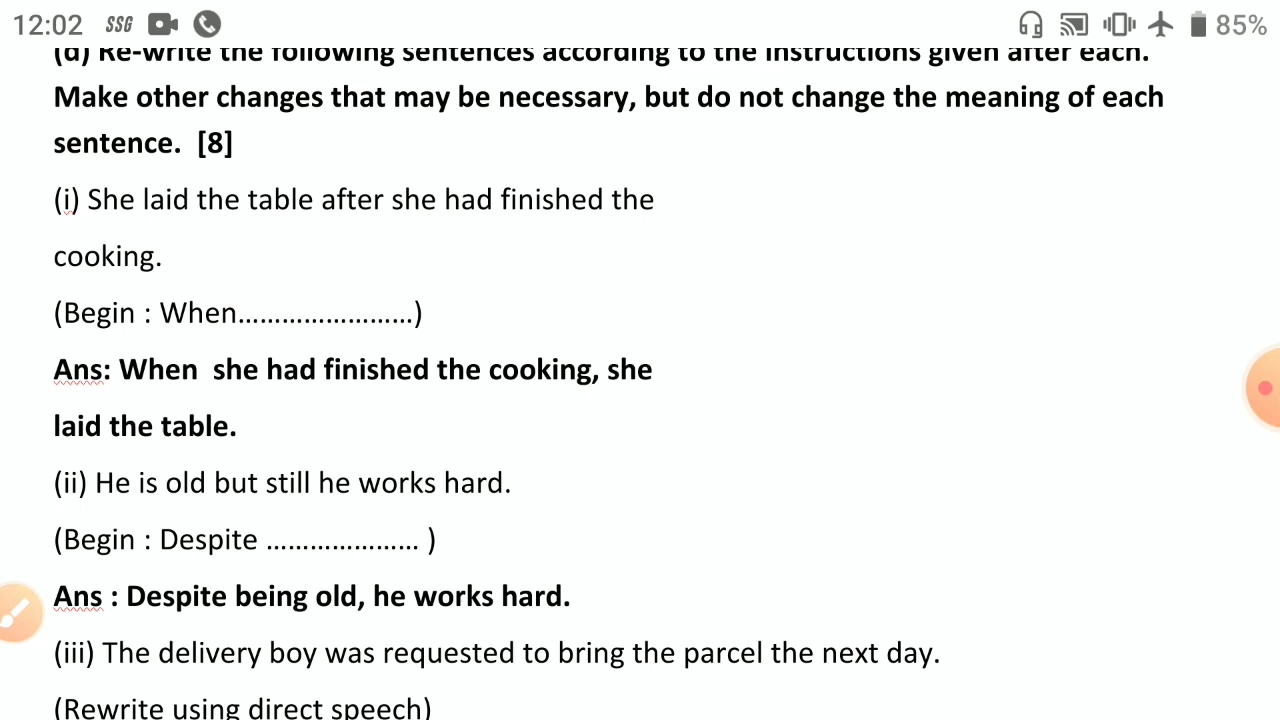 12:02 SSG 85%
(d) Re-write the following sentences according to the instructions given after each.
Make other changes that may be necessary, but do not change the meaning of each
sentence.  [8]
(i) She laid the table after she had finished the
cooking.
(Begin : When……………………)
Ans: When  she had finished the cooking, she
laid the table.
(ii) He is old but still he works hard.
(Begin : Despite ………………… )
Ans : Despite being old, he works hard.
(iii) The delivery boy was requested to bring the parcel the next day.
(Rewrite using direct speech)